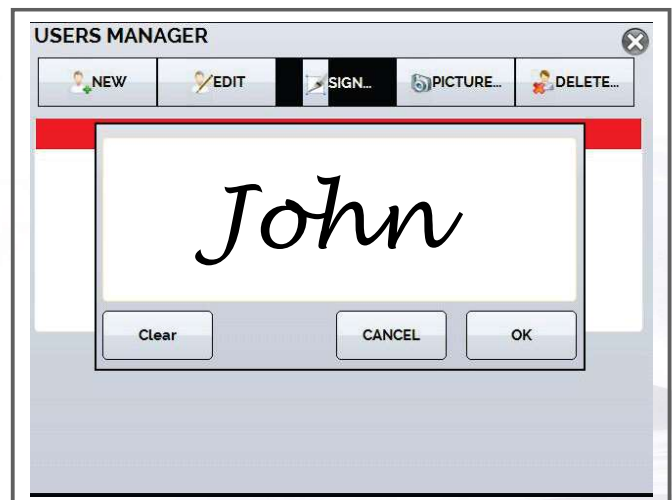 USERS MANAGER
NEW EDIT SIGN... PICTURE... DELETE...
John
Clear CANCEL OK